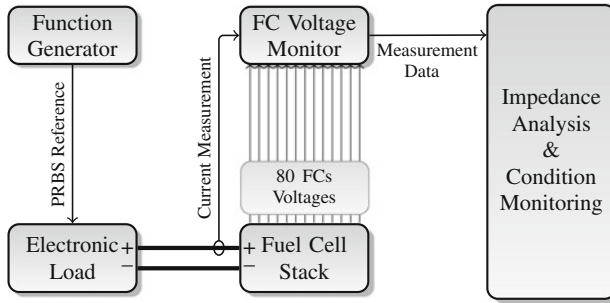 Function
Generator
FC Voltage
Monitor
Measurement
Data
PRBS Reference
Current Measurement
80 FCs
Voltages
Impedance
Analysis
&
Condition
Monitoring
Electronic
Load
+
−
+
−
Fuel Cell
Stack